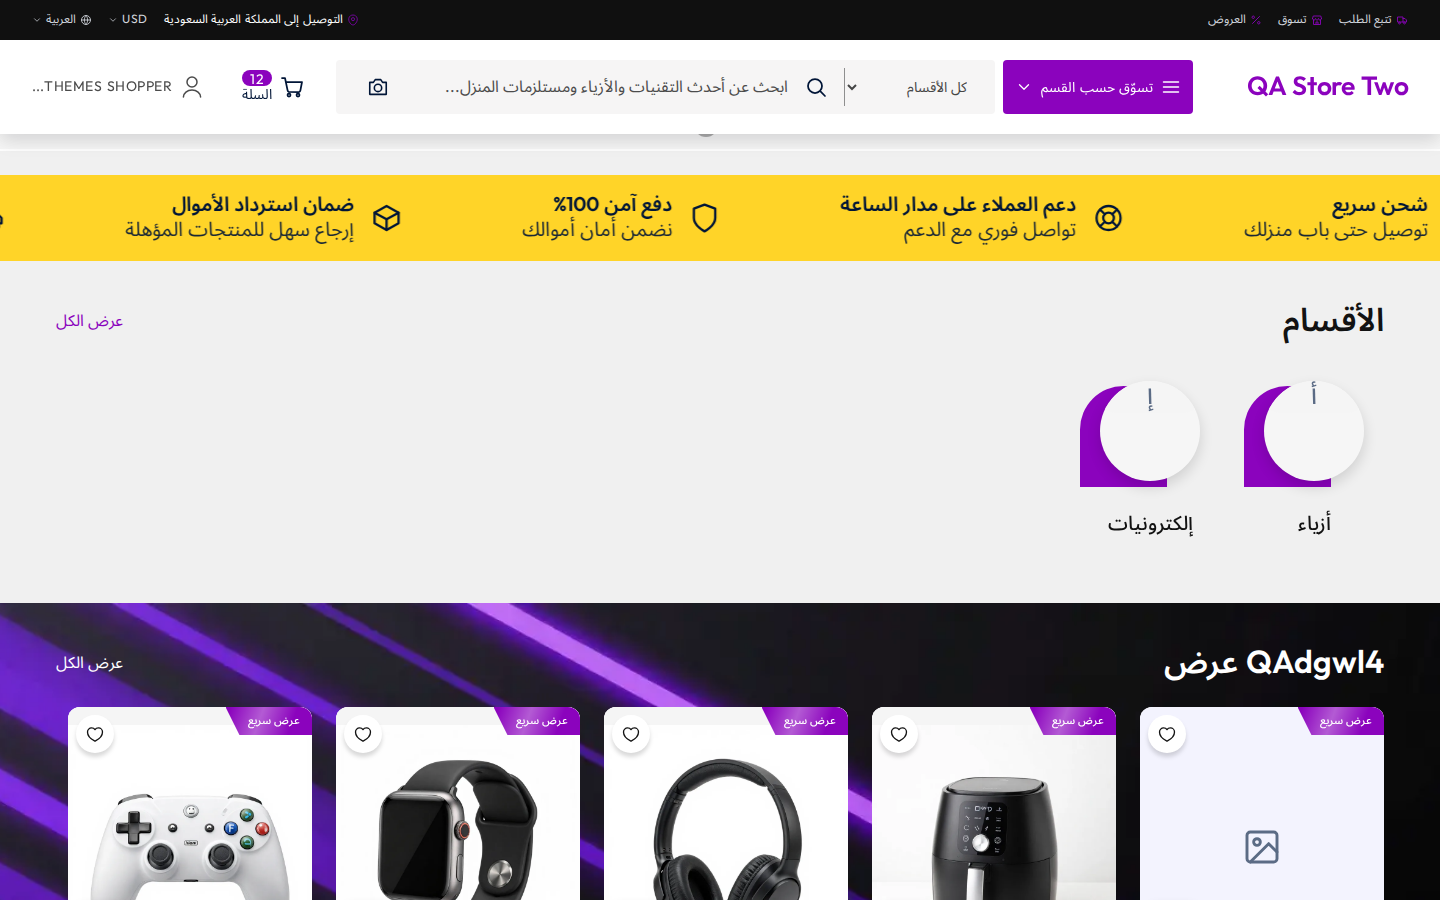 تتبع الطلب
تسوق
العروض
التوصيل إلى المملكة العربية السعودية
USD
العربية
QA Store Two
تسوّق حسب القسم
كل الأقسام
ابحث عن أحدث التقنيات والأزياء ومستلزمات المنزل...
12
السلة
THEMES SHOPPER...
شحن سريع
توصيل حتى باب منزلك
دعم العملاء على مدار الساعة
تواصل فوري مع الدعم
دفع آمن 100%
نضمن أمان أموالك
ضمان استرداد الأموال
إرجاع سهل للمنتجات المؤهلة
الأقسام
عرض الكل
أ
إ
أزياء
إلكترونيات
عرض QAdgwl4
عرض الكل
عرض سريع
عرض سريع
عرض سريع
عرض سريع
عرض سريع